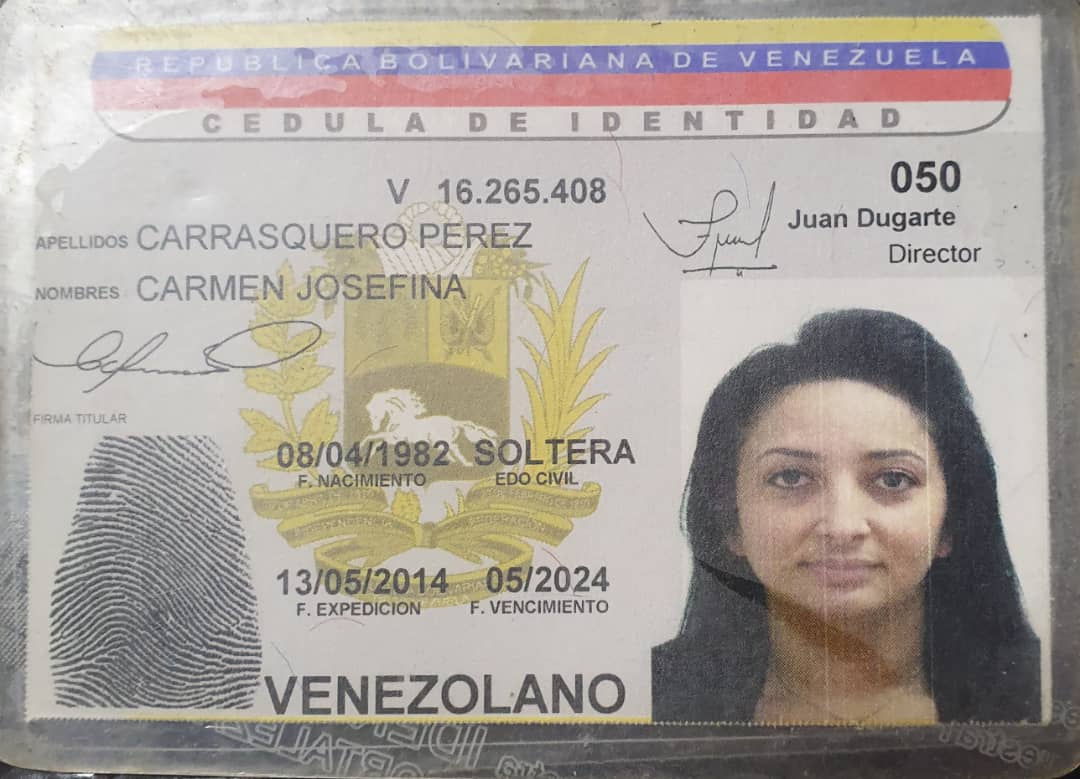 REPUBLICA BOLIVARIANA DE VENEZUELA
CEDULA DE IDENTIDAD
V 16.265.408
050
Juan Dugarte
Director
APELLIDOS CARRASQUERO PEREZ
NOMBRES CARMEN JOSEFINA
FIRMA TITULAR
08/04/1982 SOLTERA
F. NACIMIENTO EDO CIVIL
13/05/2014 05/2024
F. EXPEDICION F. VENCIMIENTO
VENEZOLANO